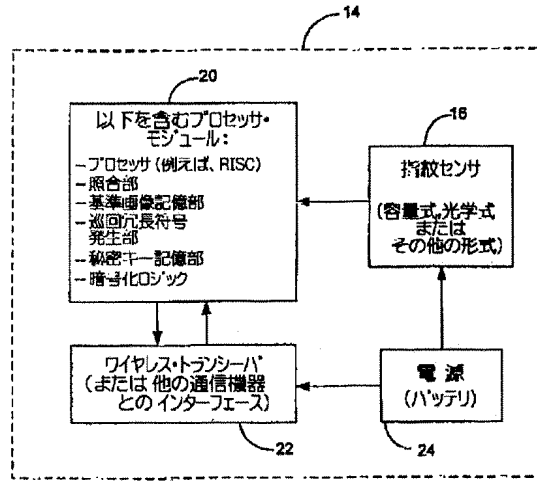 14
20
以下を含むプロセッサ・
モジュール:
-プロセッサ(例えば、RISC)
-照合部
-基準画像記憶部
-巡回冗長符号
発生部
-秘密キー記憶部
-暗号化ロジック
16
指紋センサ
(容量式,光学式
または
その他の形式)
ワイヤレス・トランシーバ
(または他の通信機器
とのインターフェース)
22
電源
(バッテリ)
24